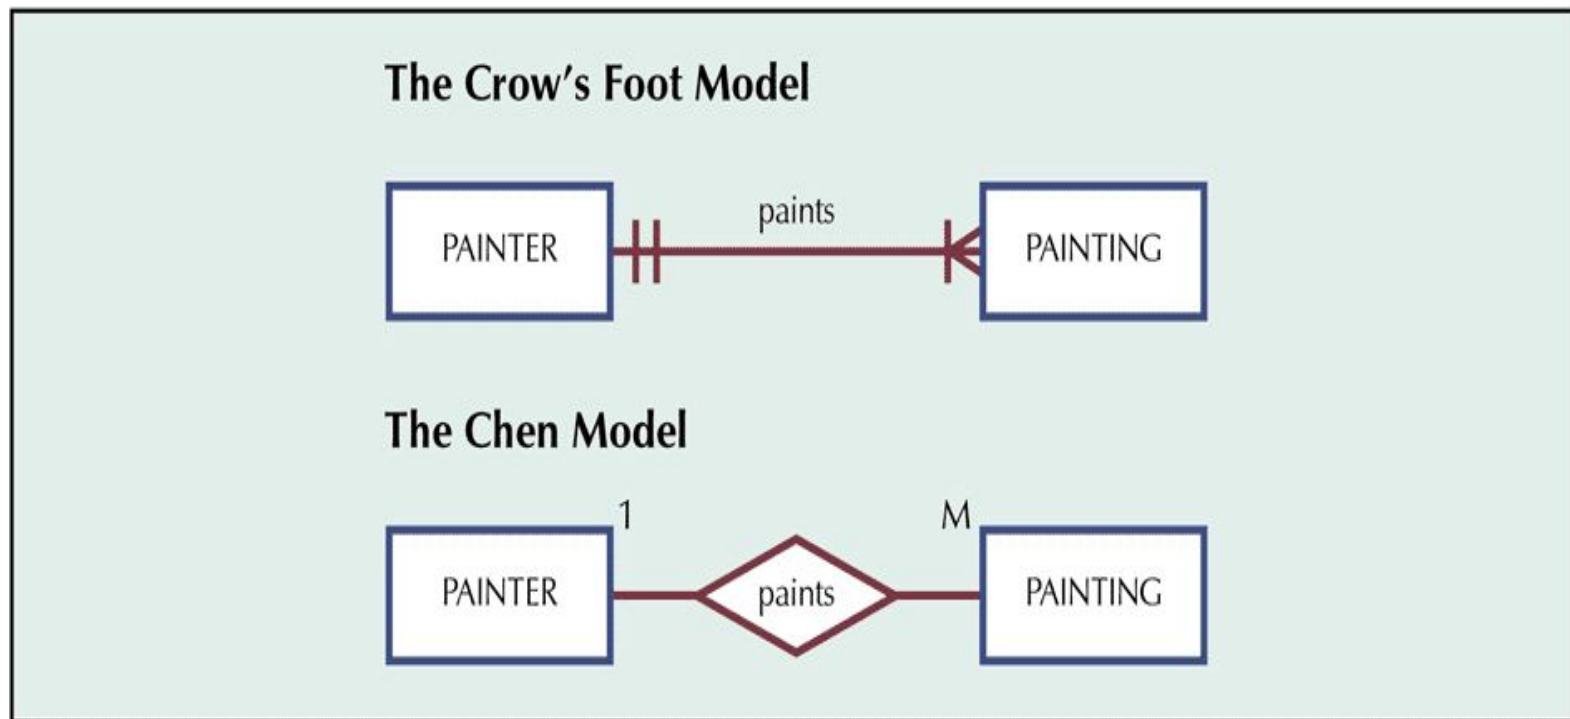 The Crow's Foot Model
paints
PAINTER
PAINTING
The Chen Model
1
M
PAINTER
paints
PAINTING